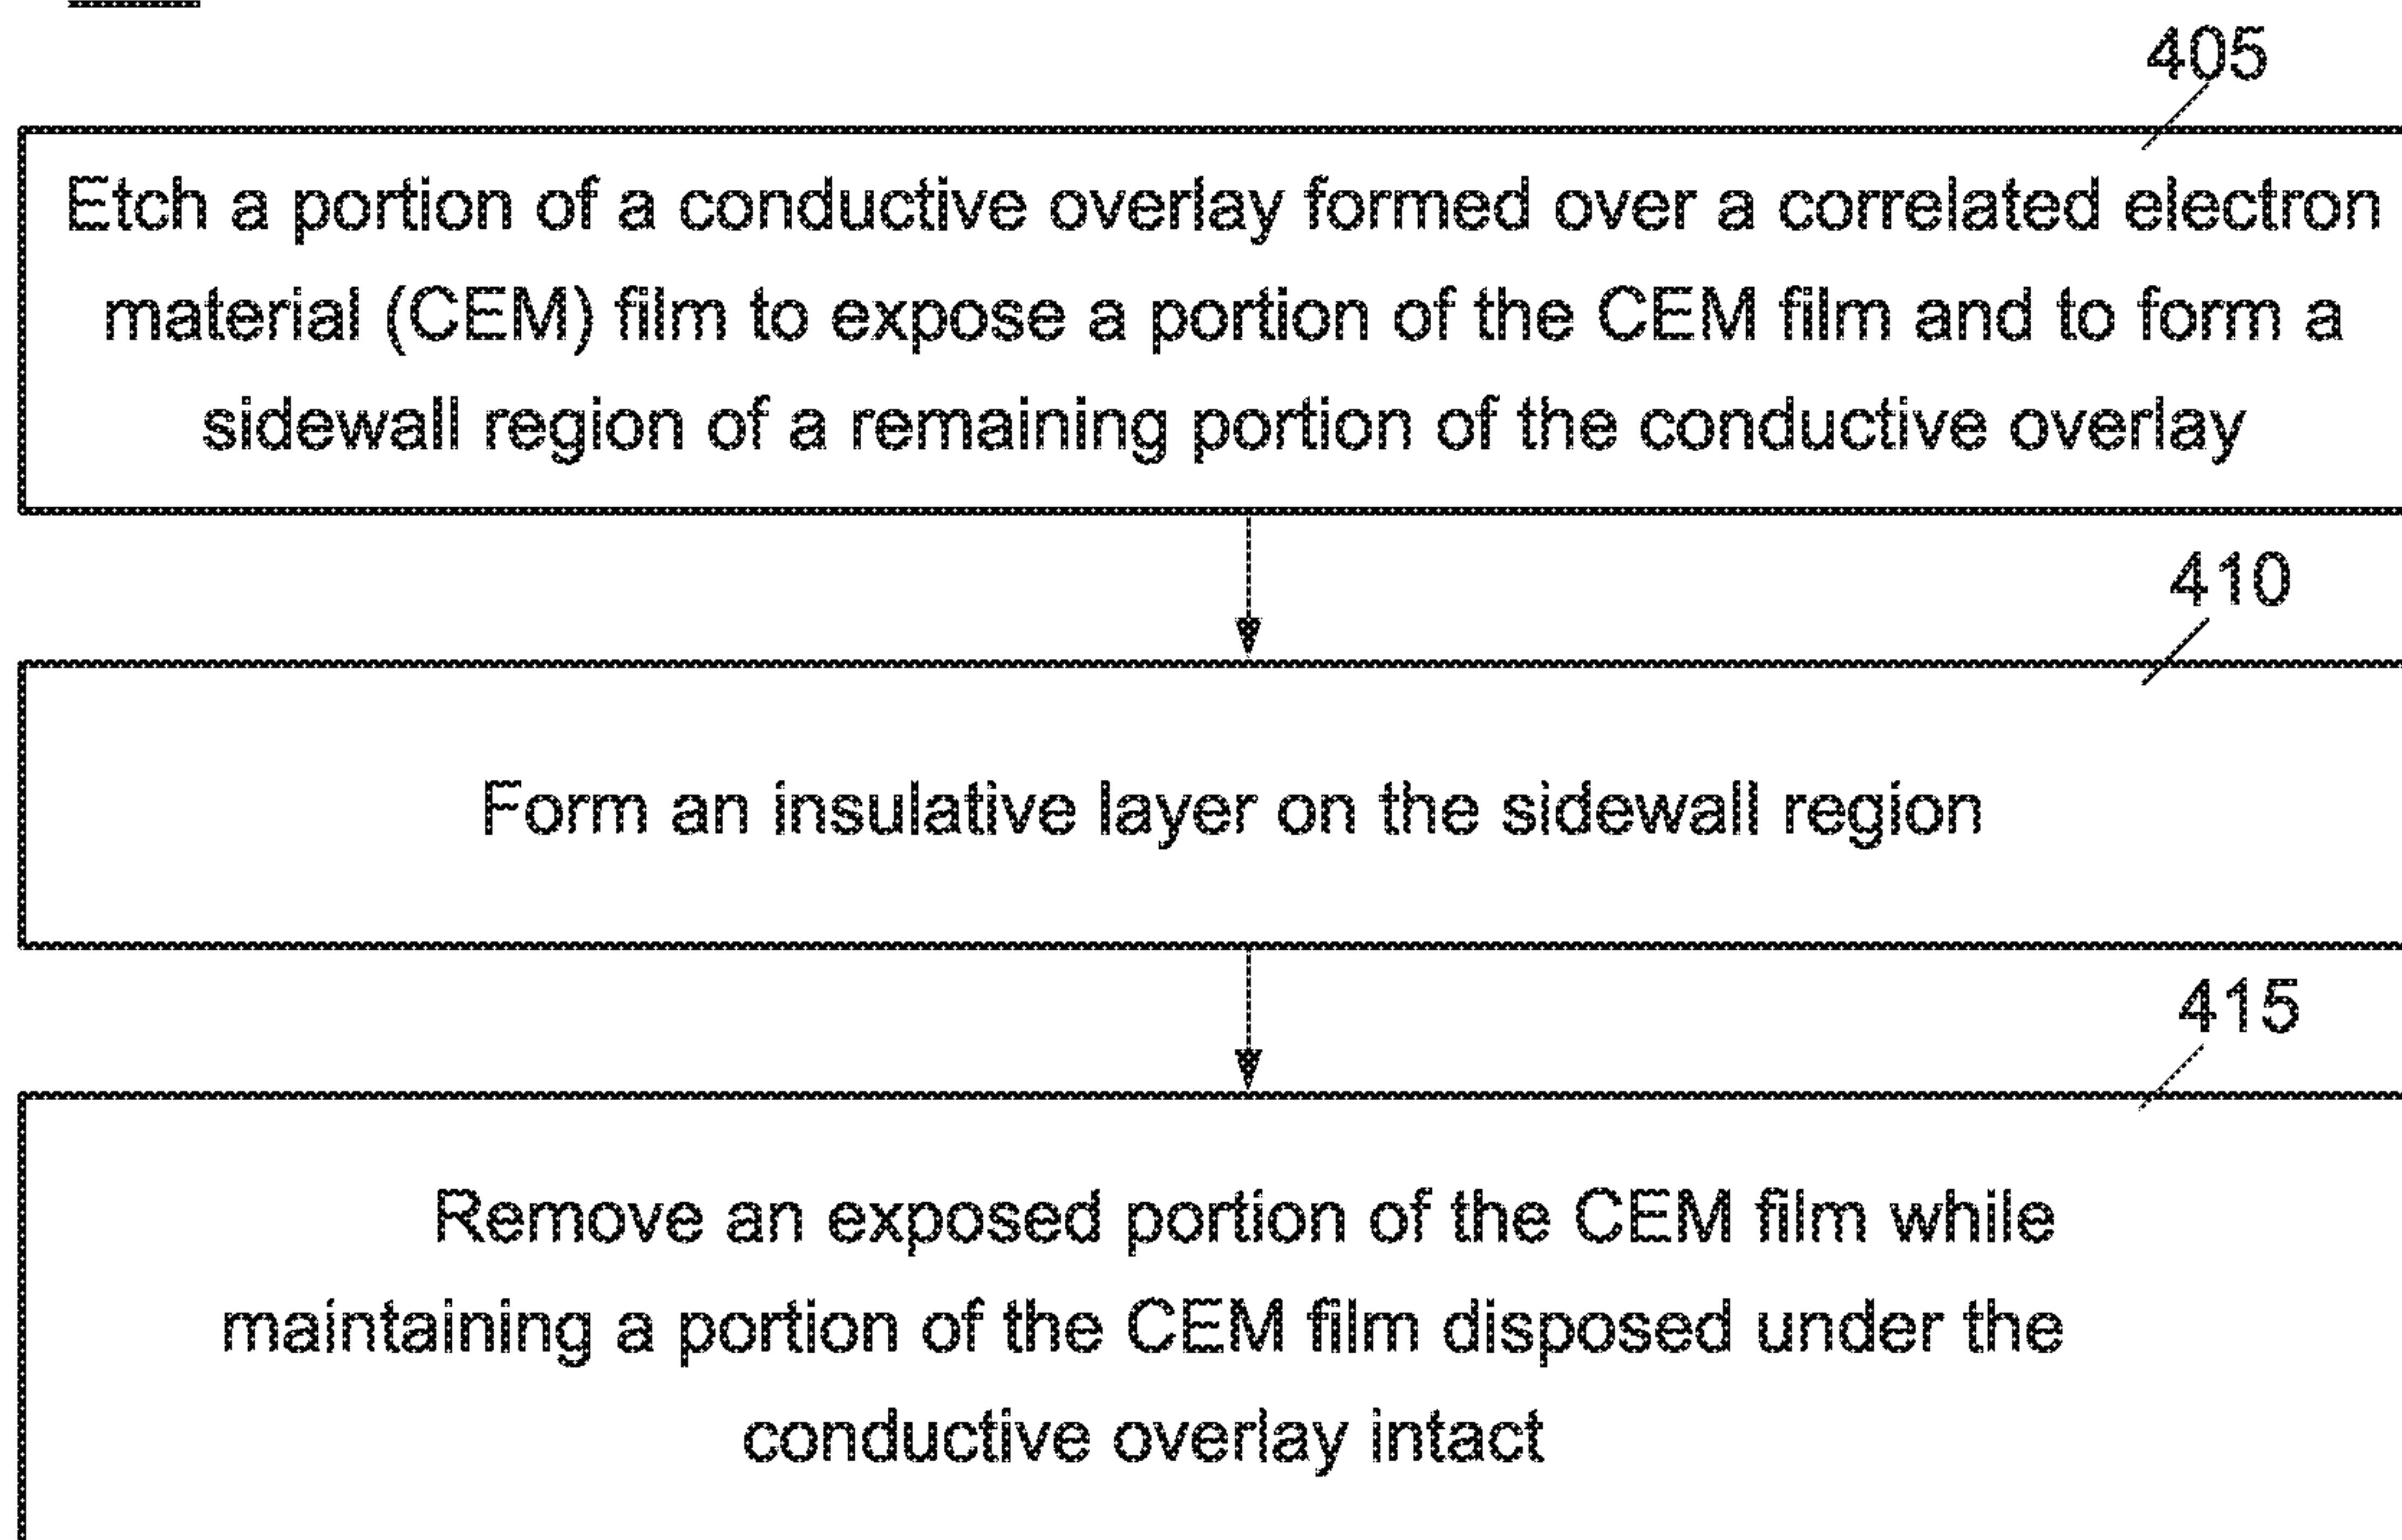 405
Etch a portion of a conductive overlay formed over a correlated electron
material (CEM) film to expose a portion of the CEM film and to form a
sidewall region of a remaining portion of the conductive overlay
410
Form an insulative layer on the sidewall region
415
Remove an exposed portion of the CEM film while
maintaining a portion of the CEM film disposed under the
conductive overlay intact